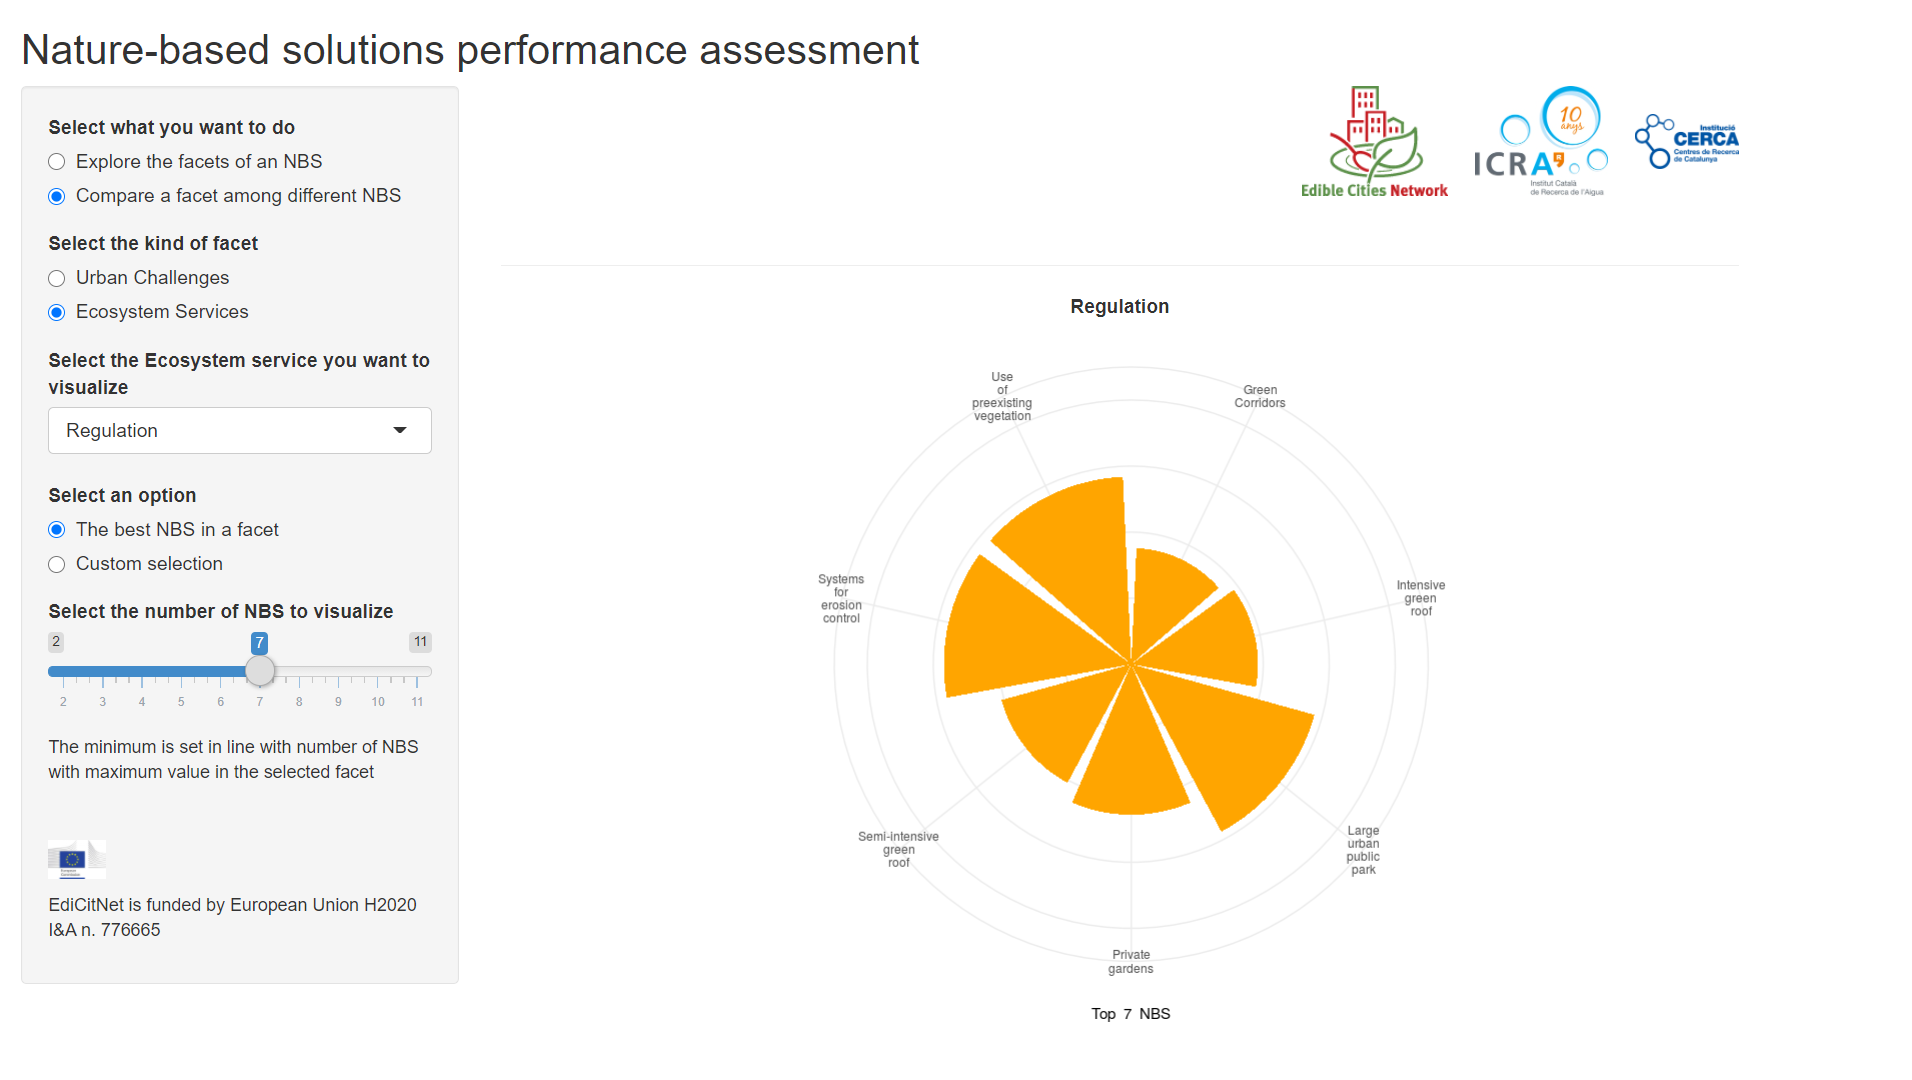 Nature-based solutions performance assessment
Select what you want to do
Explore the facets of an NBS
Compare a facet among different NBS
Select the kind of facet
Urban Challenges
Ecosystem Services
Select the Ecosystem service you want to
visualize
Regulation
Select an option
The best NBS in a facet
Custom selection
Select the number of NBS to visualize
2 7 11
2 3 4 5 6 7 8 9 10 11
The minimum is set in line with number of NBS
with maximum value in the selected facet
EdiCitNet is funded by European Union H2020
I&A n. 776665
Edible Cities Network
10
anys
ICRA
Institut Català
de Recerca de l'Aigua
Institució
CERCA
Centres de Recerca
de Catalunya
Regulation
Use
of
preexisting
vegetation
Green
Corridors
Systems
for
erosion
control
Intensive
green
roof
Semi-intensive
green
roof
Large
urban
public
park
Private
gardens
Top 7 NBS